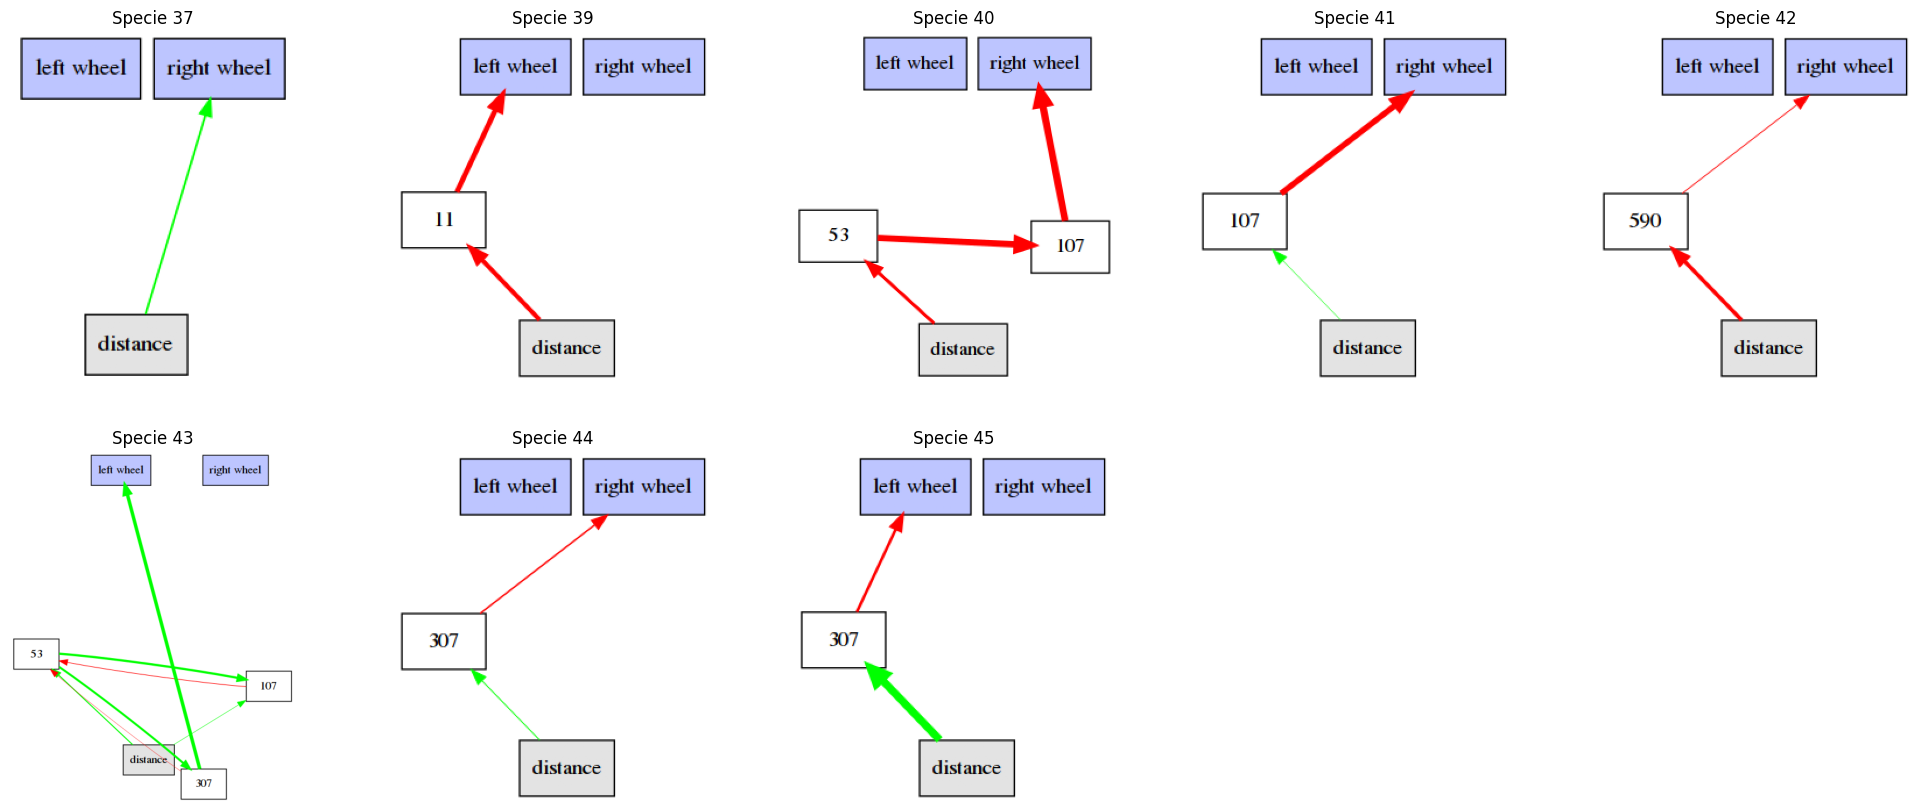 Specie 37
left wheel
right wheel
distance
Specie 39
left wheel
right wheel
11
distance
Specie 40
left wheel
right wheel
53
107
distance
Specie 41
left wheel
right wheel
107
distance
Specie 42
left wheel
right wheel
590
distance
Specie 43
left wheel
right wheel
53
107
distance
307
Specie 44
left wheel
right wheel
307
distance
Specie 45
left wheel
right wheel
307
distance